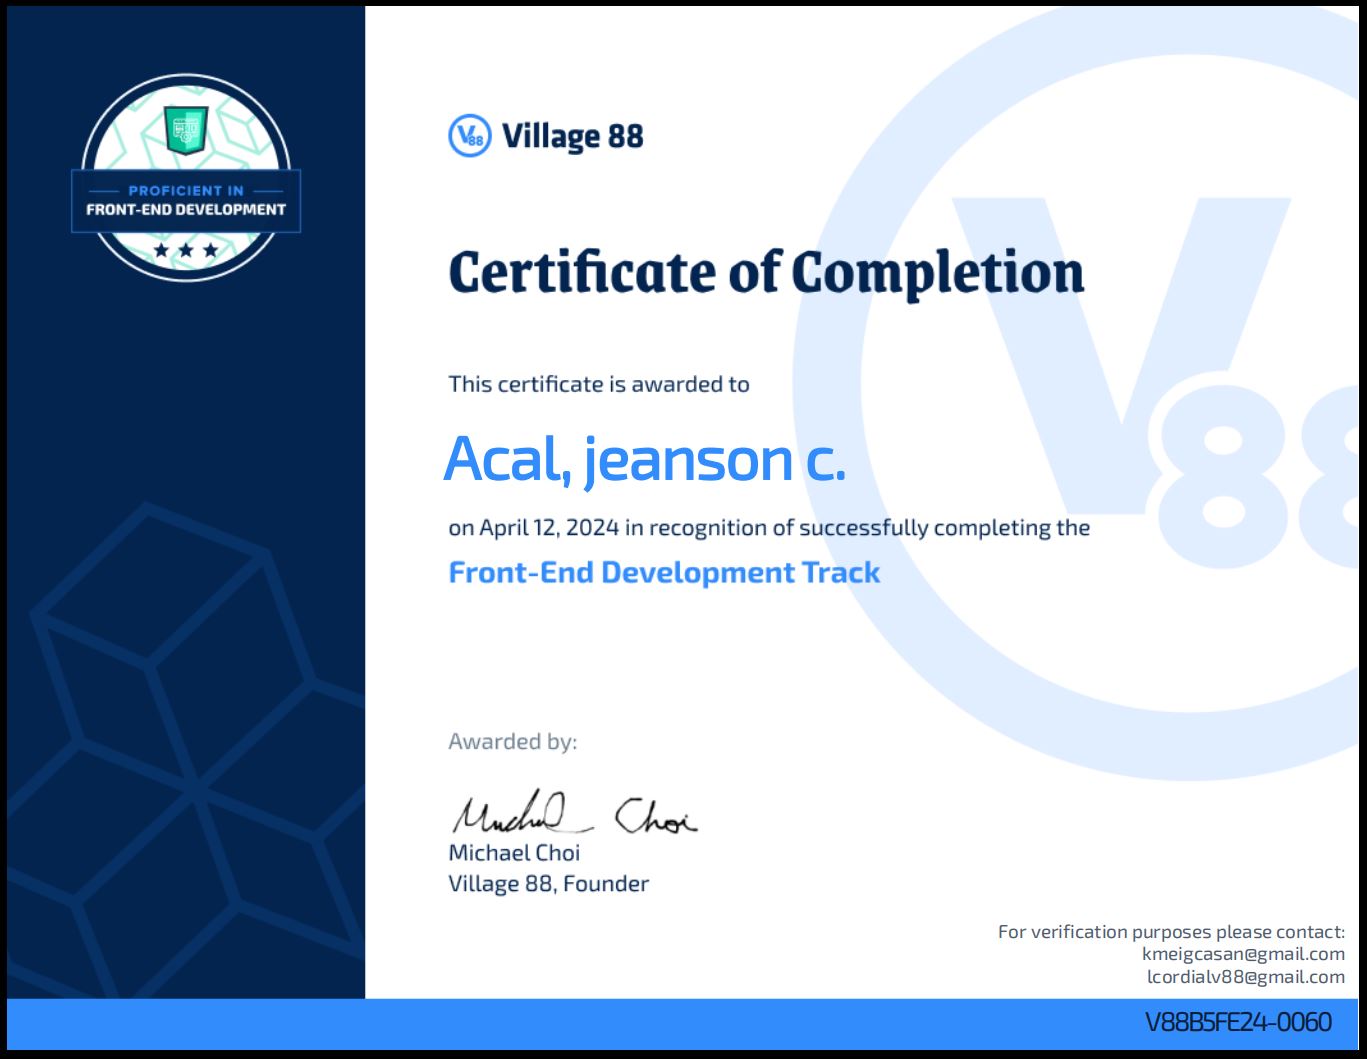 PROFICIENT IN
FRONT-END DEVELOPMENT
V88 Village 88
Certificate of Completion
This certificate is awarded to
Acal, jeanson c.
on April 12, 2024 in recognition of successfully completing the
Front-End Development Track
Awarded by:
Michael Choi
Michael Choi
Village 88, Founder
For verification purposes please contact:
kmeigcasan@gmail.com
lcordialv88@gmail.com
V88B5FE24-0060
V88